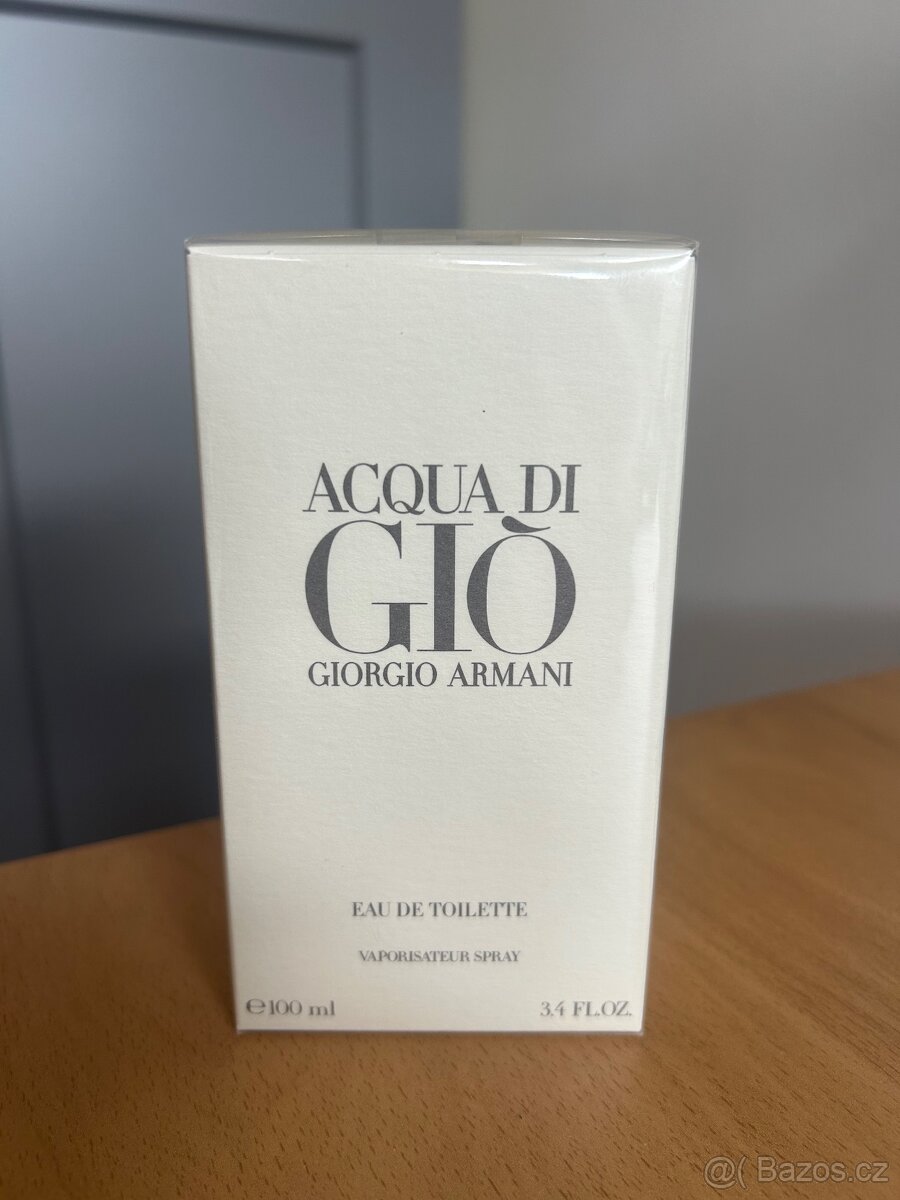 ACQUA DI
GIÒ
GIORGIO ARMANI
EAU DE TOILETTE
VAPORISATEUR SPRAY
℮100 ml
3.4 FL.OZ.
@( Bazos.cz